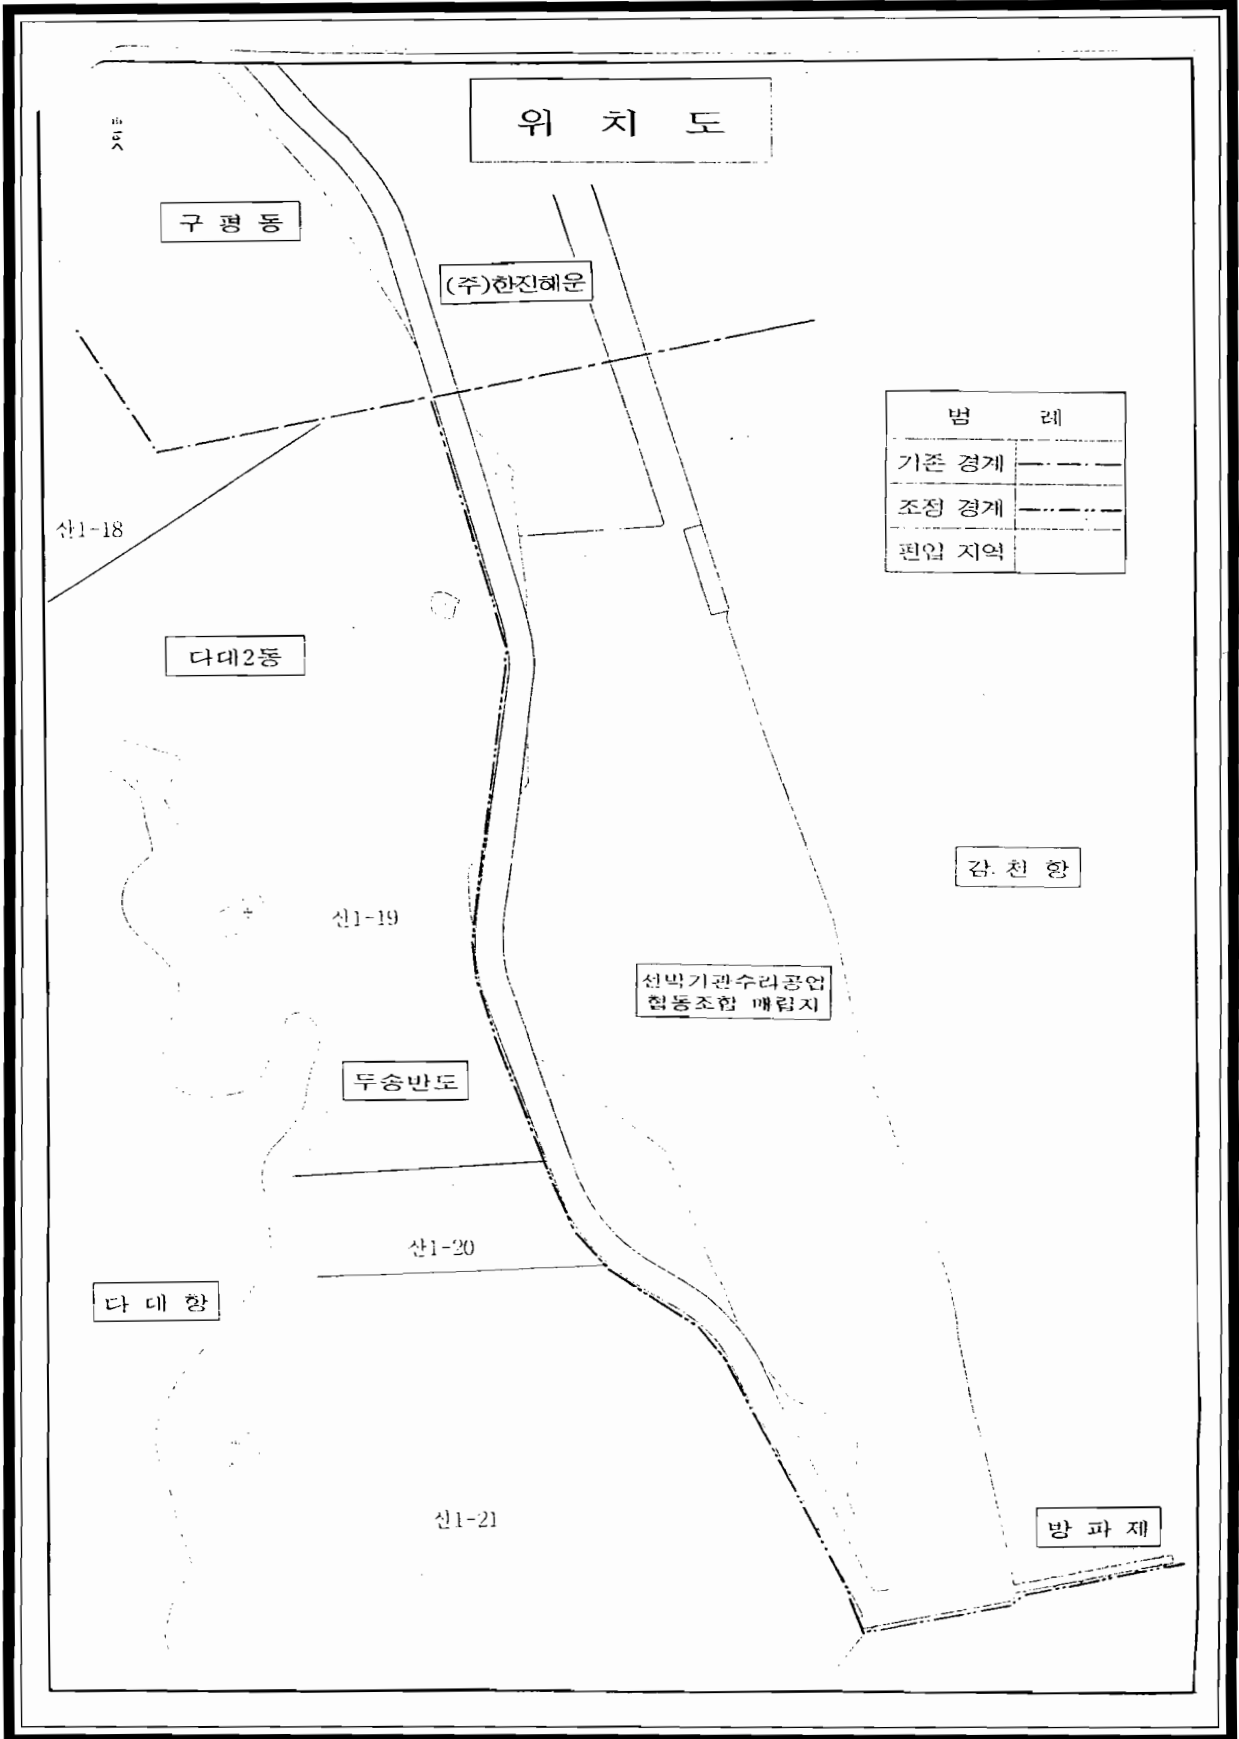 위 치 도
구 평 동
(주)한진해운
범 례
기존 경계
조정 경계
편입 지역
산1-18
다대2동
감천항
산1-19
선박기관수리공업
협동조합 매립지
두송반도
산1-20
다 대 항
산1-21
방 파 제